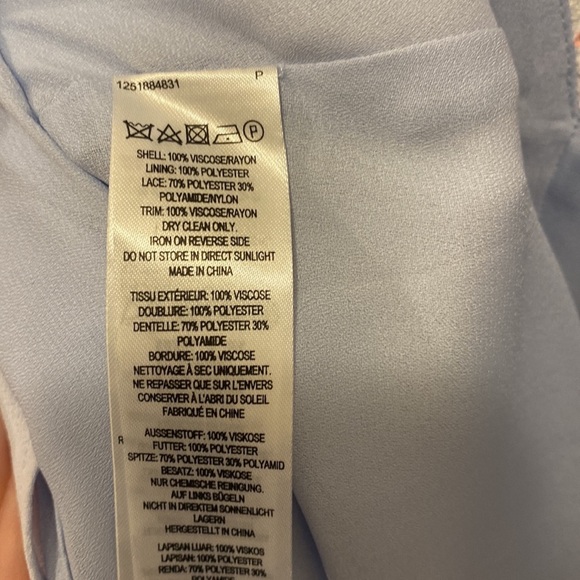 1251884831
P
P
SHELL: 100% VISCOSE/RAYON
LINING: 100% POLYESTER
LACE: 70% POLYESTER 30%
POLYAMIDE/NYLON
TRIM: 100% VISCOSE/RAYON
DRY CLEAN ONLY.
IRON ON REVERSE SIDE
DO NOT STORE IN DIRECT SUNLIGHT
MADE IN CHINA
TISSU EXTÉRIEUR: 100% VISCOSE
DOUBLURE: 100% POLYESTER
DENTELLE: 70% POLYESTER 30%
POLYAMIDE
BORDURE: 100% VISCOSE
NETTOYAGE À SEC UNIQUEMENT.
NE REPASSER QUE SUR L'ENVERS
CONSERVER À L'ABRI DU SOLEIL
FABRIQUÉ EN CHINE
R
AUSSENSTOFF: 100% VISKOSE
FUTTER: 100% POLYESTER
SPITZE: 70% POLYESTER 30% POLYAMID
BESATZ: 100% VISKOSE
NUR CHEMISCHE REINIGUNG.
AUF LINKS BÜGELN
NICHT IN DIREKTEM SONNENLICHT
LAGERN
HERGESTELLT IN CHINA
LAPISAN LUAR: 100% VISKOS
LAPISAN: 100% POLYESTER
RENDA: 70% POLYESTER 30%